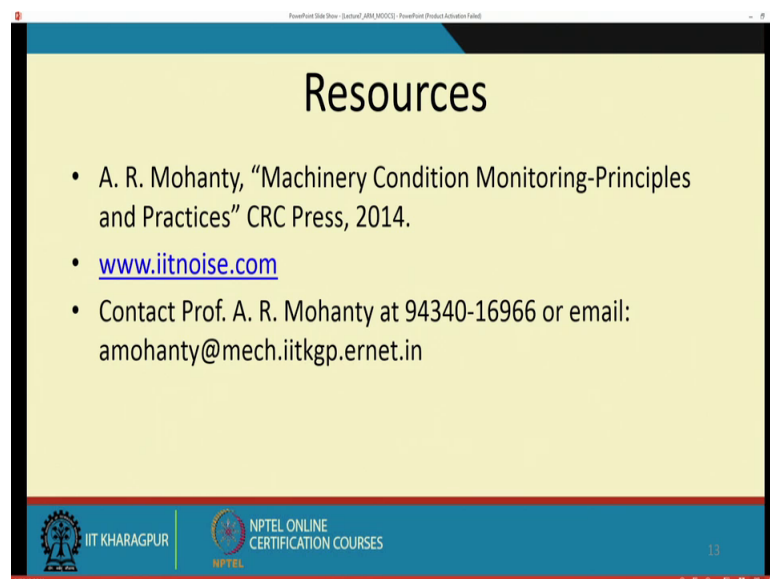 PowerPoint Slide Show - [Lecture7_ARM_MOOCS] - PowerPoint (Product Activation Failed)
Resources
• A. R. Mohanty, “Machinery Condition Monitoring-Principles
and Practices” CRC Press, 2014.
• www.iitnoise.com
• Contact Prof. A. R. Mohanty at 94340-16966 or email:
amohanty@mech.iitkgp.ernet.in
IIT KHARAGPUR
NPTEL
NPTEL ONLINE
CERTIFICATION COURSES
13